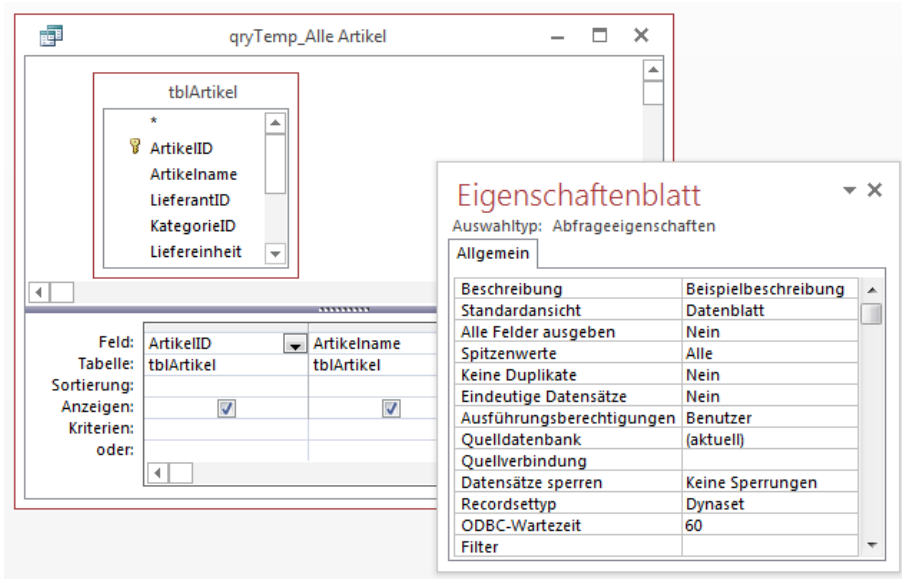 qryTemp_Alle Artikel
tblArtikel
*
ArtikelID
Artikelname
LieferantID
KategorieID
Liefereinheit
Feld: ArtikelID Artikelname
Tabelle: tblArtikel tblArtikel
Sortierung:
Anzeigen:
Kriterien:
oder:
Eigenschaftenblatt
Auswahltyp: Abfrageeigenschaften
Allgemein
Beschreibung Beispielbeschreibung
Standardansicht Datenblatt
Alle Felder ausgeben Nein
Spitzenwerte Alle
Keine Duplikate Nein
Eindeutige Datensätze Nein
Ausführungsberechtigungen Benutzer
Quelldatenbank (aktuell)
Quellverbindung
Datensätze sperren Keine Sperrungen
Recordsettyp Dynaset
ODBC-Wartezeit 60
Filter